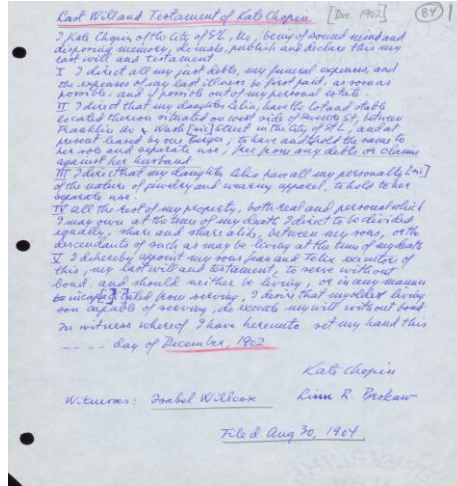 Last Will and Testament of Kate Chopin [Dec 1902] 84
I Kate Chopin of the City of St L, Mo, being of sound mind and
disposing memory, do make, publish and declare this my
last will and testament
I I direct all my just debts, my funeral expenses, and
the expenses of my last illness be first paid, as soon as
possible, and if possible out of my personal estate.
II I direct that my daughter Lelia, have the lot and stable
located thereon situated on west side of Seventh St, between
Franklin Av & Wash [sic] Street in the City of St L, and at
present leased by one ; to have and to hold the same to
her sole and separate use, free from any debts or claims
against her husband
III I direct that my daughter Lelia have all my personalty [sic]
of the nature of jewelry and wearing apparel, to hold to her
separate use.
IV All the rest of my property, both real and personal which
I may own at the time of my death I direct to be divided
equally, share and share alike, between my sons, or the
descendants of such as may be living at the time of my death
V I do hereby appoint my sons Jean and Felix executors of
this, my last will and testament, to serve without
bond. and should neither be living, or in any manner
be incapacitated from serving, I desire that my oldest living
son capable of serving, do execute my will without bond
In witness whereof I have hereunto set my hand this
---- day of December, 1902
Kate Chopin
Witnesses: Isabel Willcox Linn R. Brokaw
Filed Aug 30, 1904